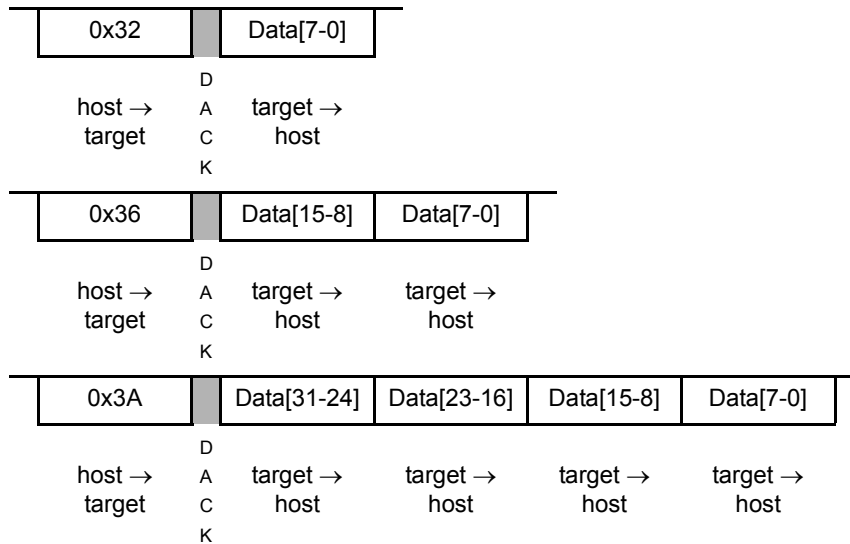 0x32 Data[7-0]
D
host → A target →
target C host
K
0x36 Data[15-8] Data[7-0]
D
host → A target → target →
target C host host
K
0x3A Data[31-24] Data[23-16] Data[15-8] Data[7-0]
D
host → A target → target → target → target →
target C host host host host
K